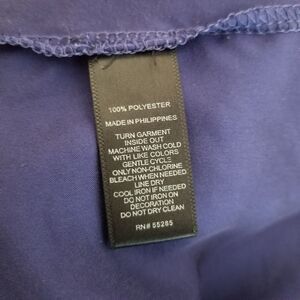 100% POLYESTER
MADE IN PHILIPPINES
TURN GARMENT
INSIDE OUT
MACHINE WASH COLD
WITH LIKE COLORS
GENTLE CYCLE
ONLY NON-CHLORINE
BLEACH WHEN NEEDED
LINE DRY
COOL IRON IF NEEDED
DO NOT IRON ON
DECORATION
DO NOT DRY CLEAN
RN# 55285